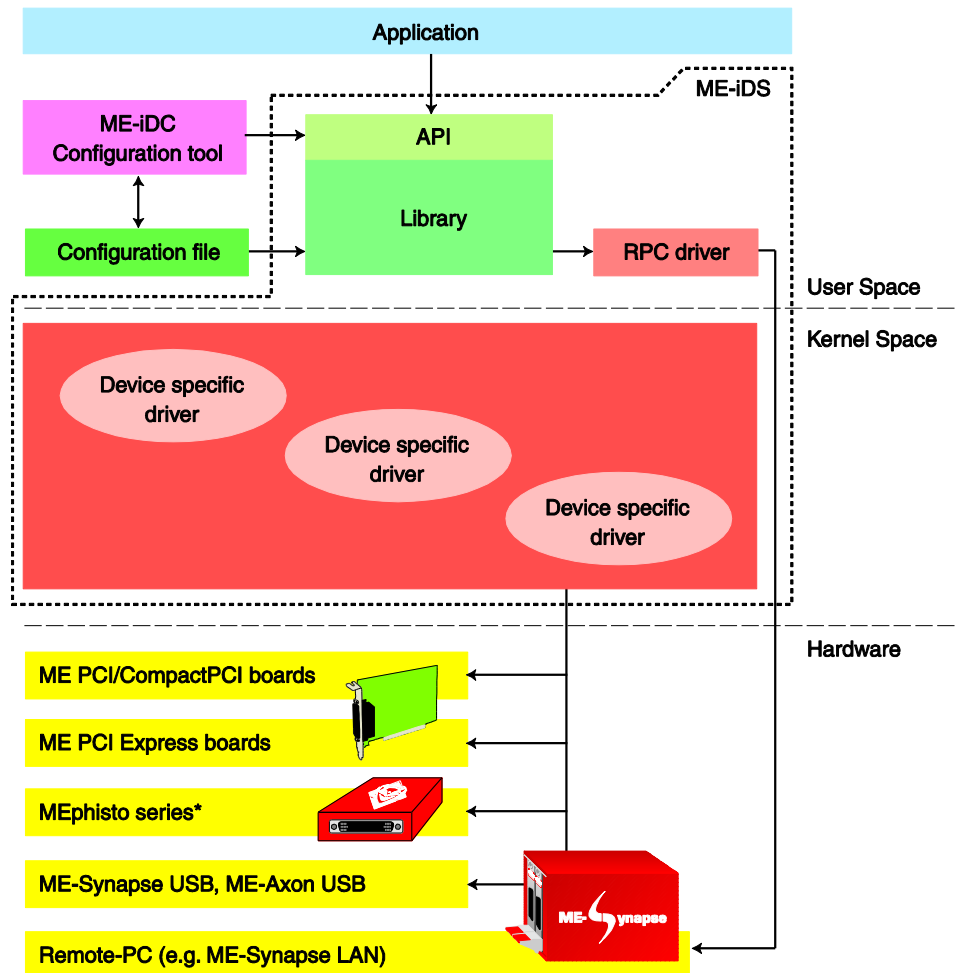 Application
ME-iDS
ME-iDC
Configuration tool
API
Library
Configuration file
RPC driver
User Space
Kernel Space
Device specific
driver
Device specific
driver
Device specific
driver
Hardware
ME PCI/CompactPCI boards
ME PCI Express boards
MEphisto series*
ME-Synapse USB, ME-Axon USB
ME-Synapse
Remote-PC (e.g. ME-Synapse LAN)